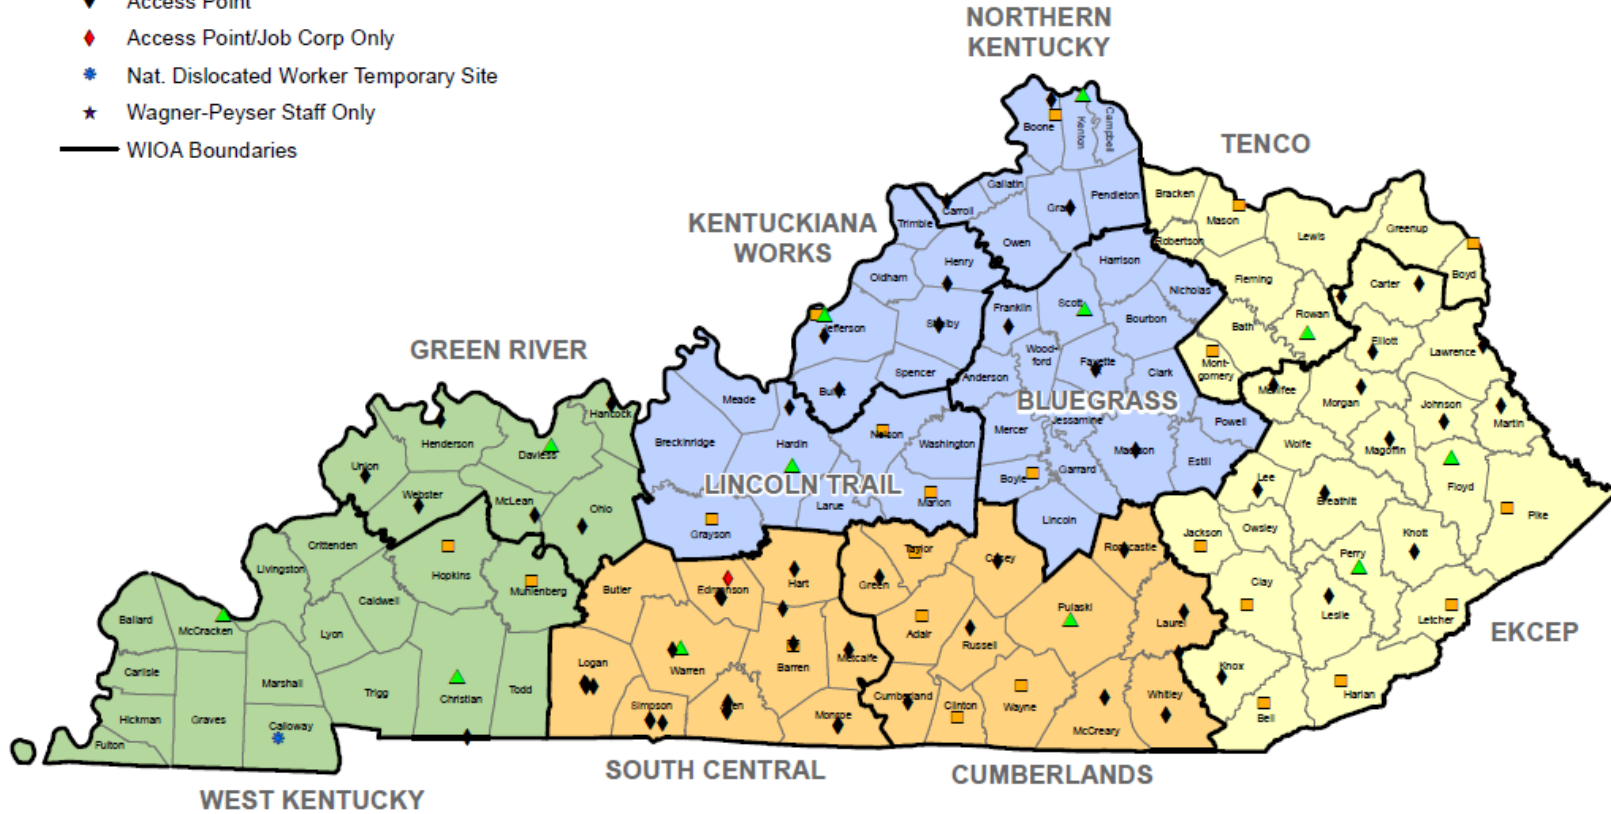 Access Point
Access Point/Job Corp Only
Nat. Dislocated Worker Temporary Site
Wagner-Peyser Staff Only
WIOA Boundaries
NORTHERN
KENTUCKY
TENCO
KENTUCKIANA
WORKS
GREEN RIVER
BLUEGRASS
LINCOLN TRAIL
EKCEP
SOUTH CENTRAL
CUMBERLANDS
WEST KENTUCKY
Boone
Kenton
Campbell
Gallatin
Carroll
Pendleton
Owen
Trimble
Henry
Oldham
Jefferson
Spencer
Bracken
Mason
Robertson
Lewis
Greenup
Fleming
Boyd
Carter
Rowan
Bath
Mont-
gomery
Elliott
Lawrence
Harrison
Nicholas
Franklin
Scott
Bourbon
Wood-
ford
Fayette
Clark
Anderson
Jessamine
Mercer
Powell
Boyle
Garrard
Estill
Lincoln
Morgan
Johnson
Martin
Wolfe
Magoffin
Floyd
Lee
Breathitt
Pike
Jackson
Owsley
Knott
Perry
Clay
Leslie
Letcher
Knox
Harlan
Bell
Meade
Breckinridge
Hardin
Nelson
Washington
Larue
Marion
Grayson
Hancock
Henderson
Daviess
Union
Webster
McLean
Ohio
Crittenden
Livingston
Hopkins
Muhlenberg
Caldwell
Ballard
McCracken
Lyon
Carlisle
Marshall
Trigg
Christian
Todd
Hickman
Graves
Calloway
Fulton
Butler
Edmonson
Hart
Logan
Warren
Barren
Metcalfe
Simpson
Monroe
Green
Taylor
Casey
Rockcastle
Adair
Russell
Pulaski
Laurel
Cumberland
Clinton
Wayne
McCreary
Whitley